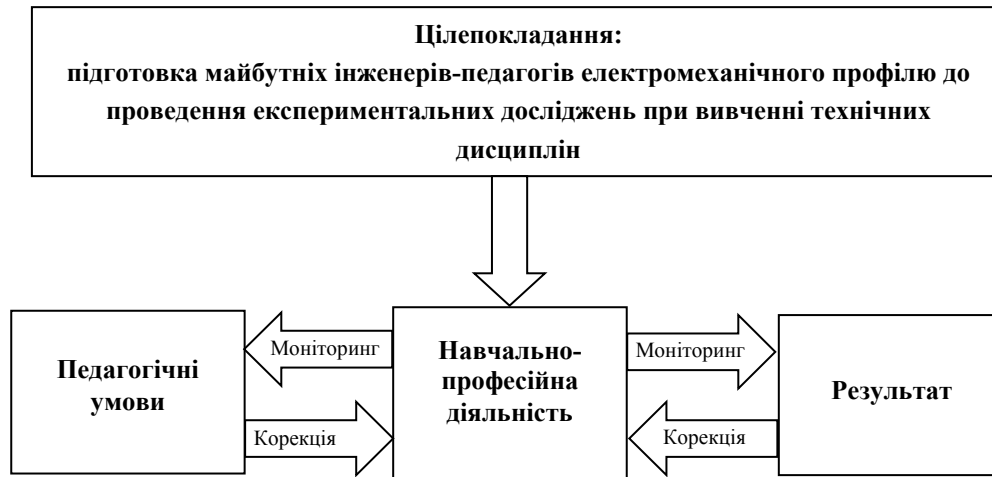 Цілепокладання:
підготовка майбутніх інженерів-педагогів електромеханічного профілю до
проведення експериментальних досліджень при вивченні технічних
дисциплін
Педагогічні
умови
Моніторинг
Корекція
Навчально-
професійна
діяльність
Моніторинг
Корекція
Результат